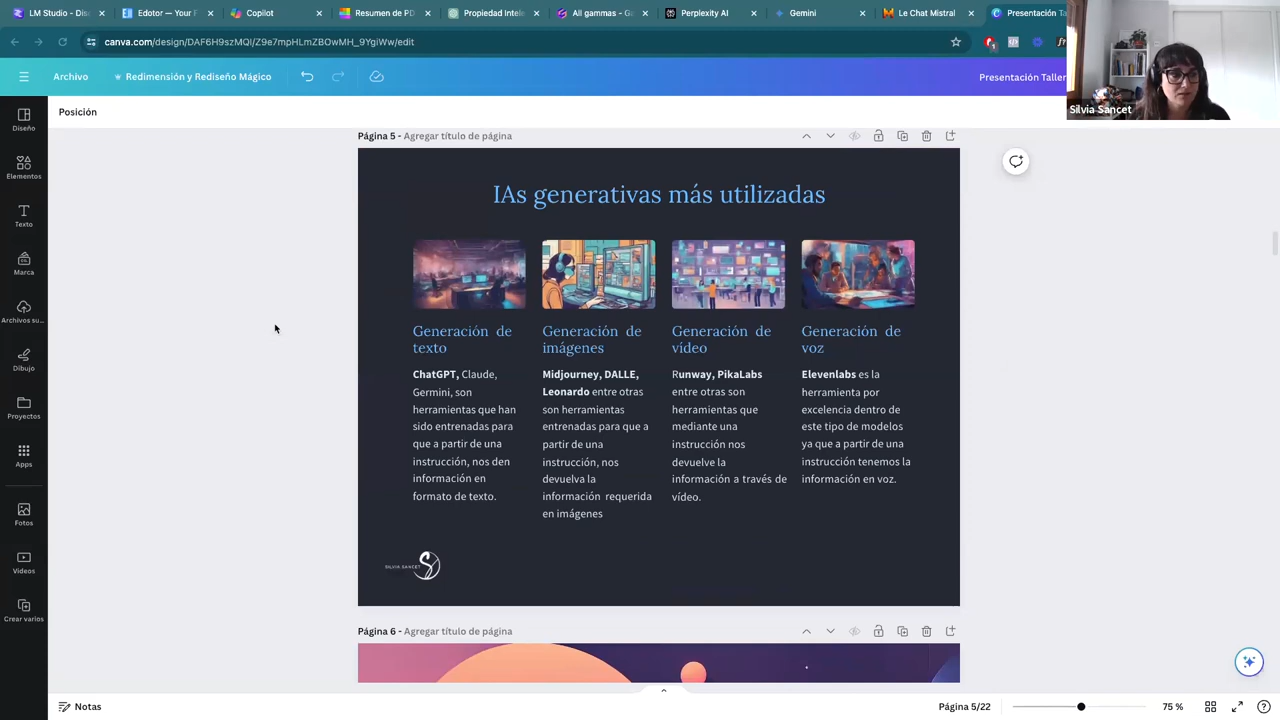 LM Studio - Dis
Edotor — Your F
Copilot
Resumen de PD
Propiedad Intele
All gammas - Ga
Perplexity AI
Gemini
Le Chat Mistral
Presentación Ta
canva.com/design/DAF6H9szMQI/Z9e7mpHLmZBOwMH_9YgiWw/edit
Archivo
Redimensión y Rediseño Mágico
Presentación Taller
Silvia Sancet
Posición
Diseño
Elementos
Texto
Marca
Archivos su...
Dibujo
Proyectos
Apps
Fotos
Videos
Crear varios
Página 5 - Agregar título de página
IAs generativas más utilizadas
Generación de
texto
ChatGPT, Claude,
Germini, son
herramientas que han
sido entrenadas para
que a partir de una
instrucción, nos den
información en
formato de texto.
Generación de
imágenes
Midjourney, DALLE,
Leonardo entre otras
son herramientas
entrenadas para que a
partir de una
instrucción, nos
devuelva la
información requerida
en imágenes
Generación de
vídeo
Runway, PikaLabs
entre otras son
herramientas que
mediante una
instrucción nos
devuelve la
información a través de
vídeo.
Generación de
voz
Elevenlabs es la
herramienta por
excelencia dentro de
este tipo de modelos
ya que a partir de una
instrucción tenemos la
información en voz.
SILVIA SANCET
Página 6 - Agregar título de página
Notas
Página 5/22
75 %